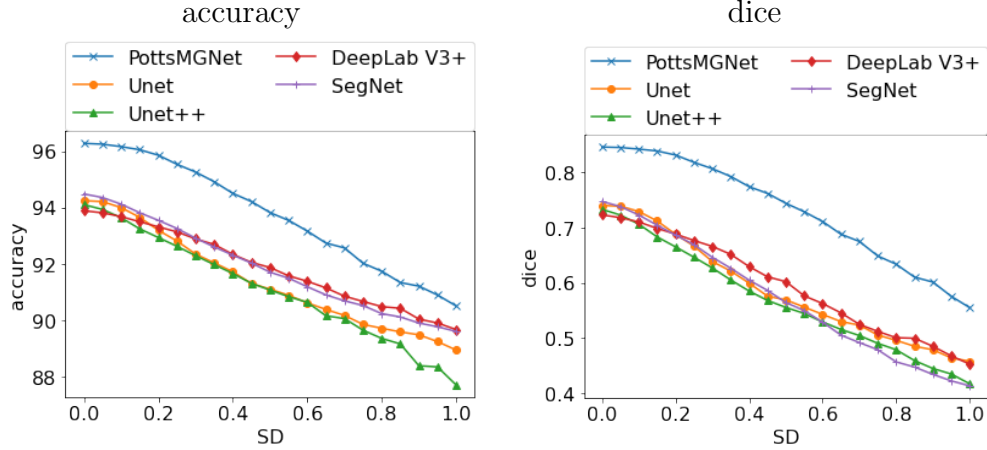 accuracy
PottsMGNet
Unet
Unet++
DeepLab V3+
SegNet
96
94
92
90
88
accuracy
0.0 0.2 0.4 0.6 0.8 1.0
SD
dice
PottsMGNet
Unet
Unet++
DeepLab V3+
SegNet
0.8
0.7
0.6
0.5
0.4
dice
0.0 0.2 0.4 0.6 0.8 1.0
SD